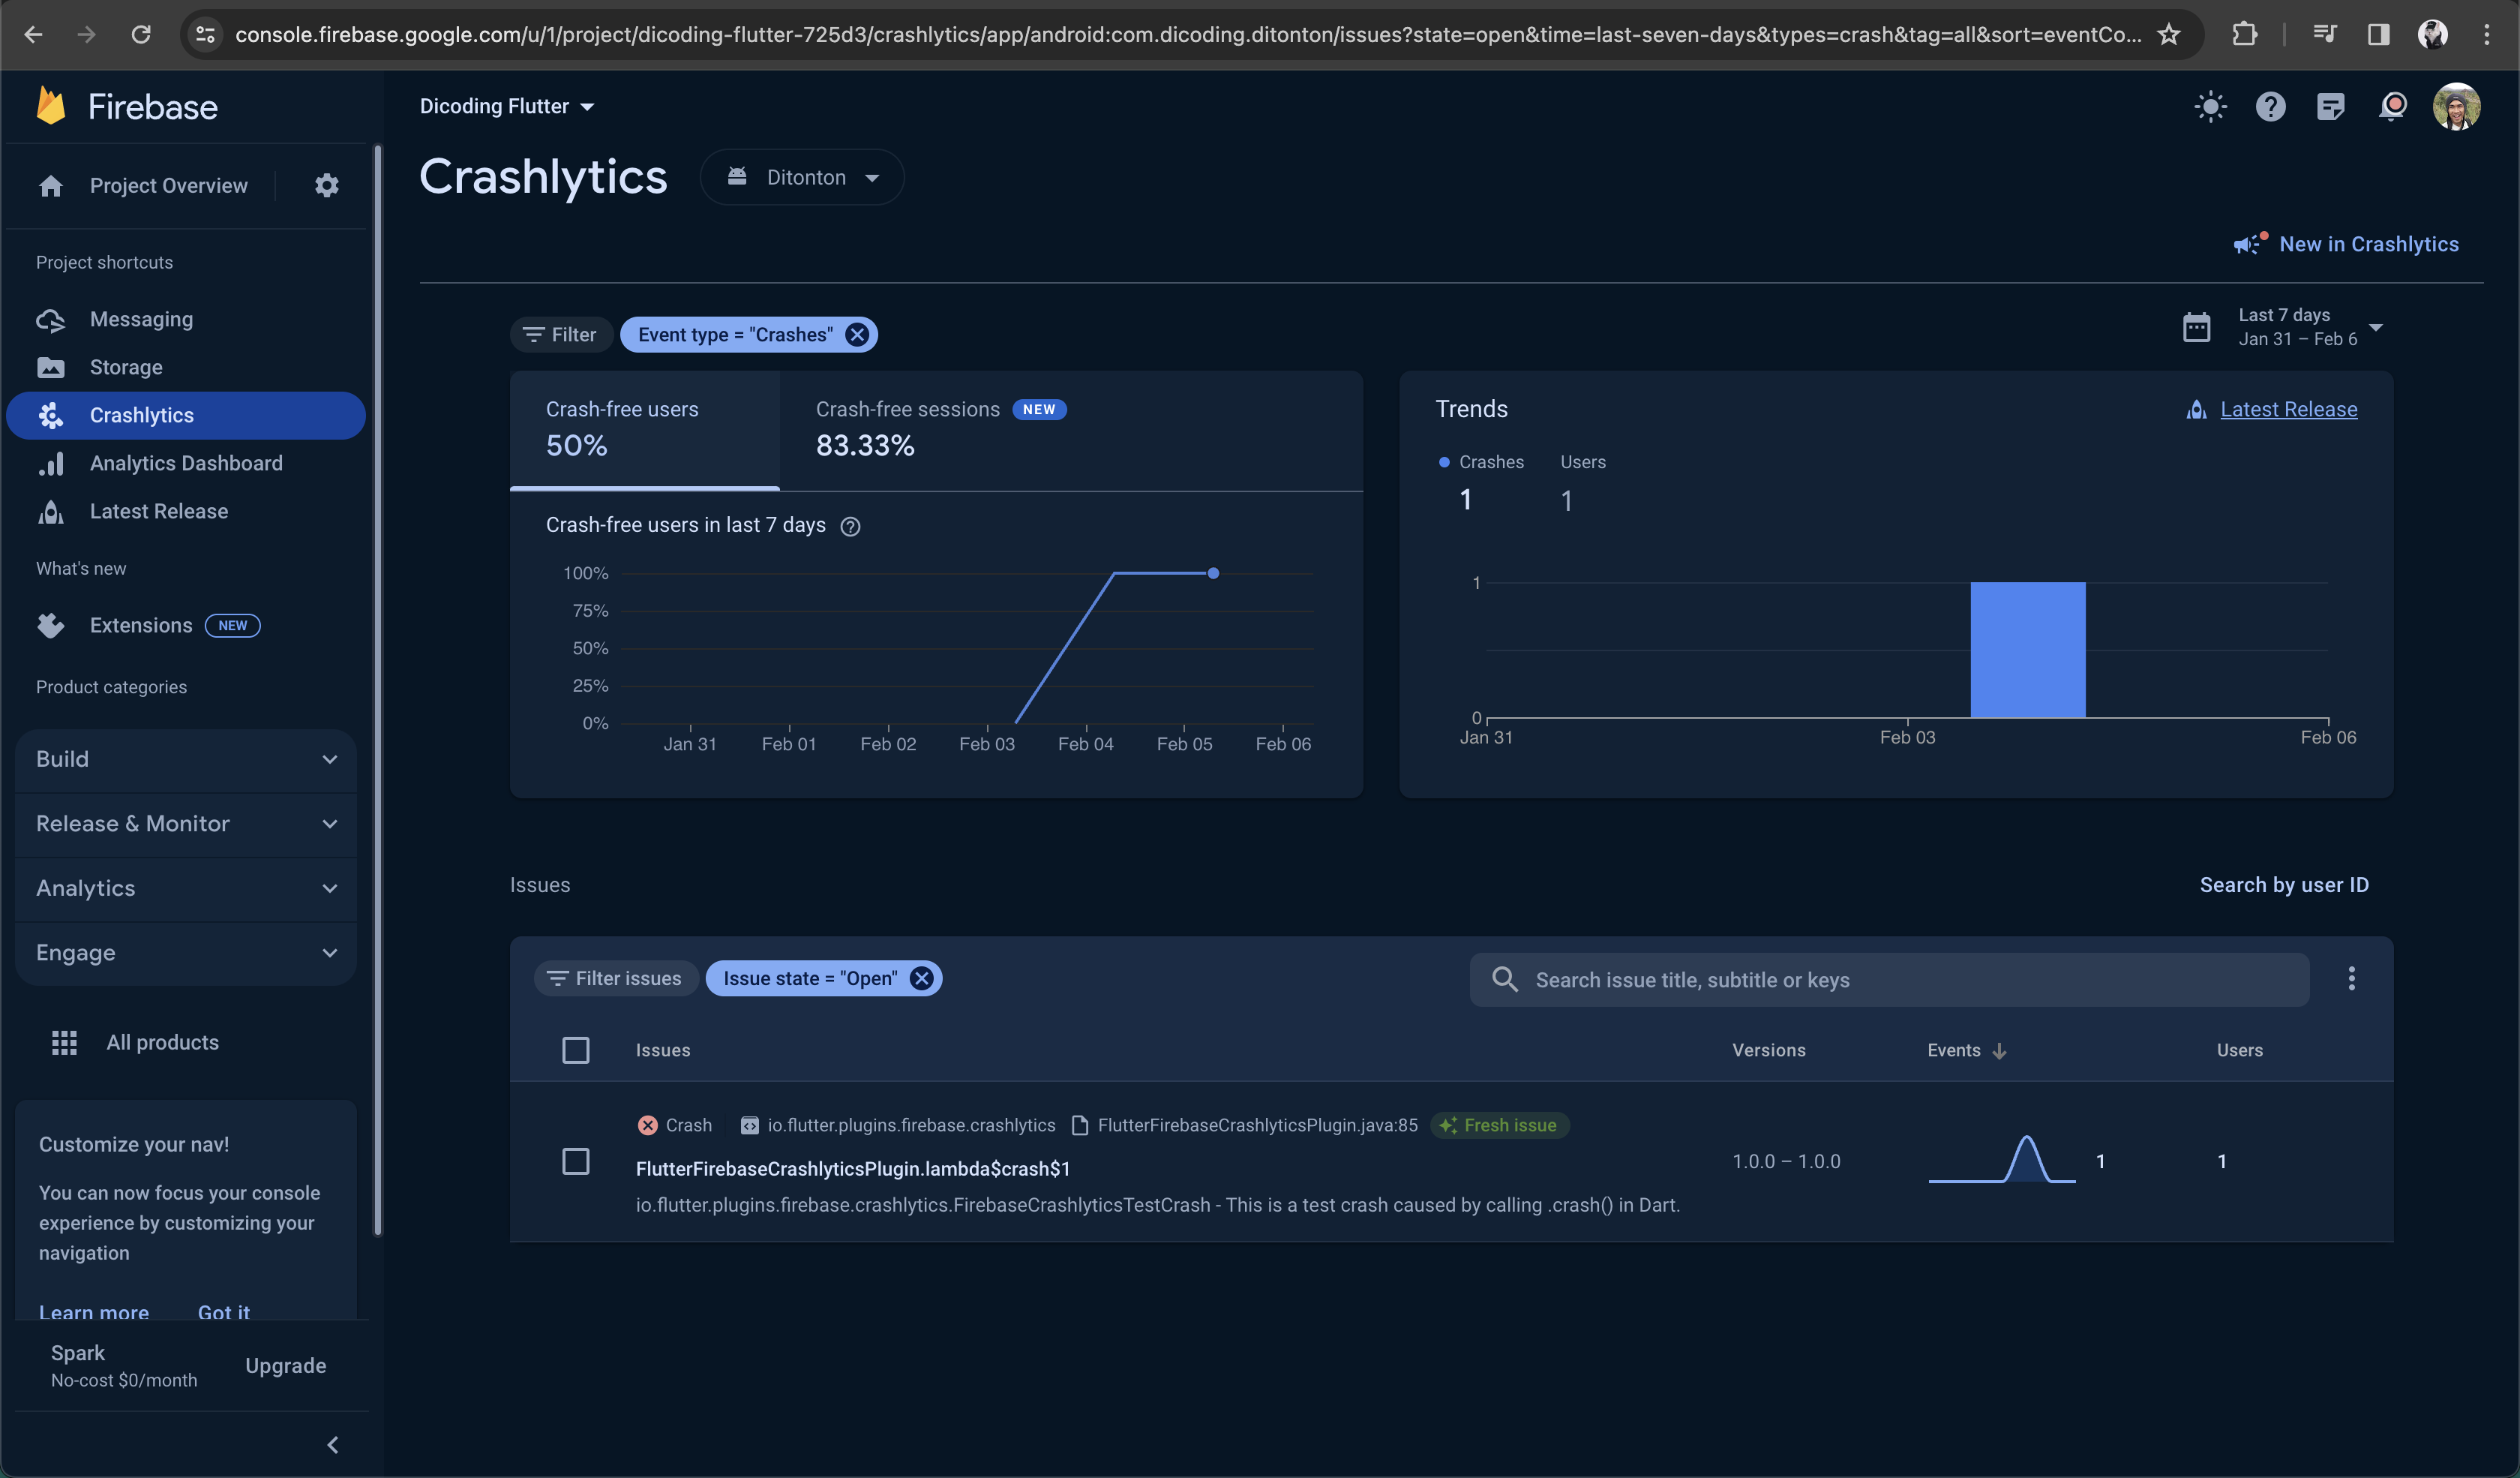 console.firebase.google.com/u/1/project/dicoding-flutter-725d3/crashlytics/app/android:com.dicoding.ditonton/issues?state=open&time=last-seven-days&types=crash&tag=all&sort=eventCo...
Firebase
Project Overview
Project shortcuts
Messaging
Storage
Crashlytics
Analytics Dashboard
Latest Release
What's new
Extensions NEW
Product categories
Build
Release & Monitor
Analytics
Engage
All products
Customize your nav!
You can now focus your console
experience by customizing your
navigation
Learn more Got it
Spark
No-cost $0/month
Upgrade
Dicoding Flutter
Crashlytics
Ditonton
New in Crashlytics
Filter
Event type = "Crashes"
Last 7 days
Jan 31 – Feb 6
Crash-free users
50%
Crash-free sessions NEW
83.33%
Crash-free users in last 7 days
100%
75%
50%
25%
0%
Jan 31 Feb 01 Feb 02 Feb 03 Feb 04 Feb 05 Feb 06
Trends
Latest Release
Crashes Users
1 1
1
0
Jan 31 Feb 03 Feb 06
Issues
Search by user ID
Filter issues
Issue state = "Open"
Search issue title, subtitle or keys
Issues Versions Events Users
Crash io.flutter.plugins.firebase.crashlytics FlutterFirebaseCrashlyticsPlugin.java:85 Fresh issue
FlutterFirebaseCrashlyticsPlugin.lambda$crash$1
io.flutter.plugins.firebase.crashlytics.FirebaseCrashlyticsTestCrash - This is a test crash caused by calling .crash() in Dart.
1.0.0 – 1.0.0 1 1